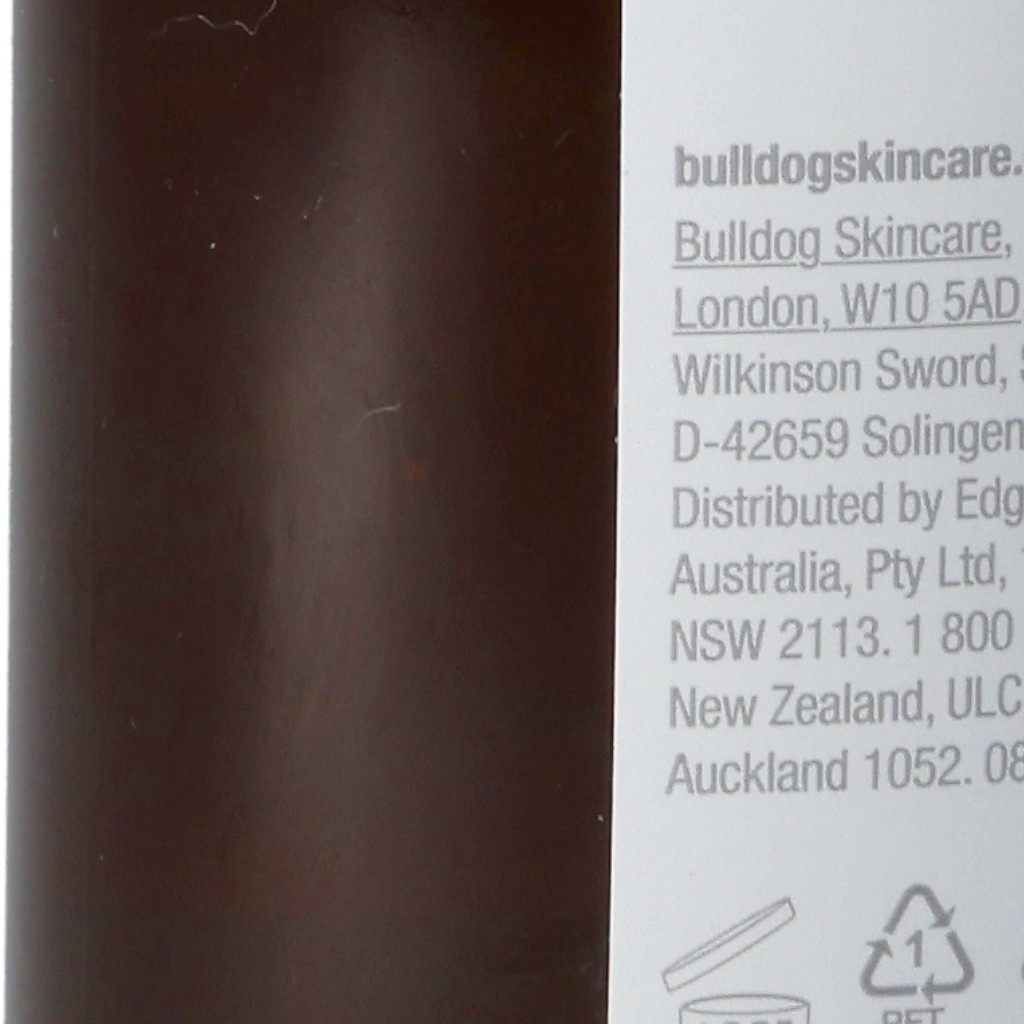 bulldogskincare.
Bulldog Skincare,
London, W10 5AD
Wilkinson Sword,
D-42659 Solingen
Distributed by Edg
Australia, Pty Ltd,
NSW 2113. 1 800
New Zealand, ULC
Auckland 1052. 08
1
PET